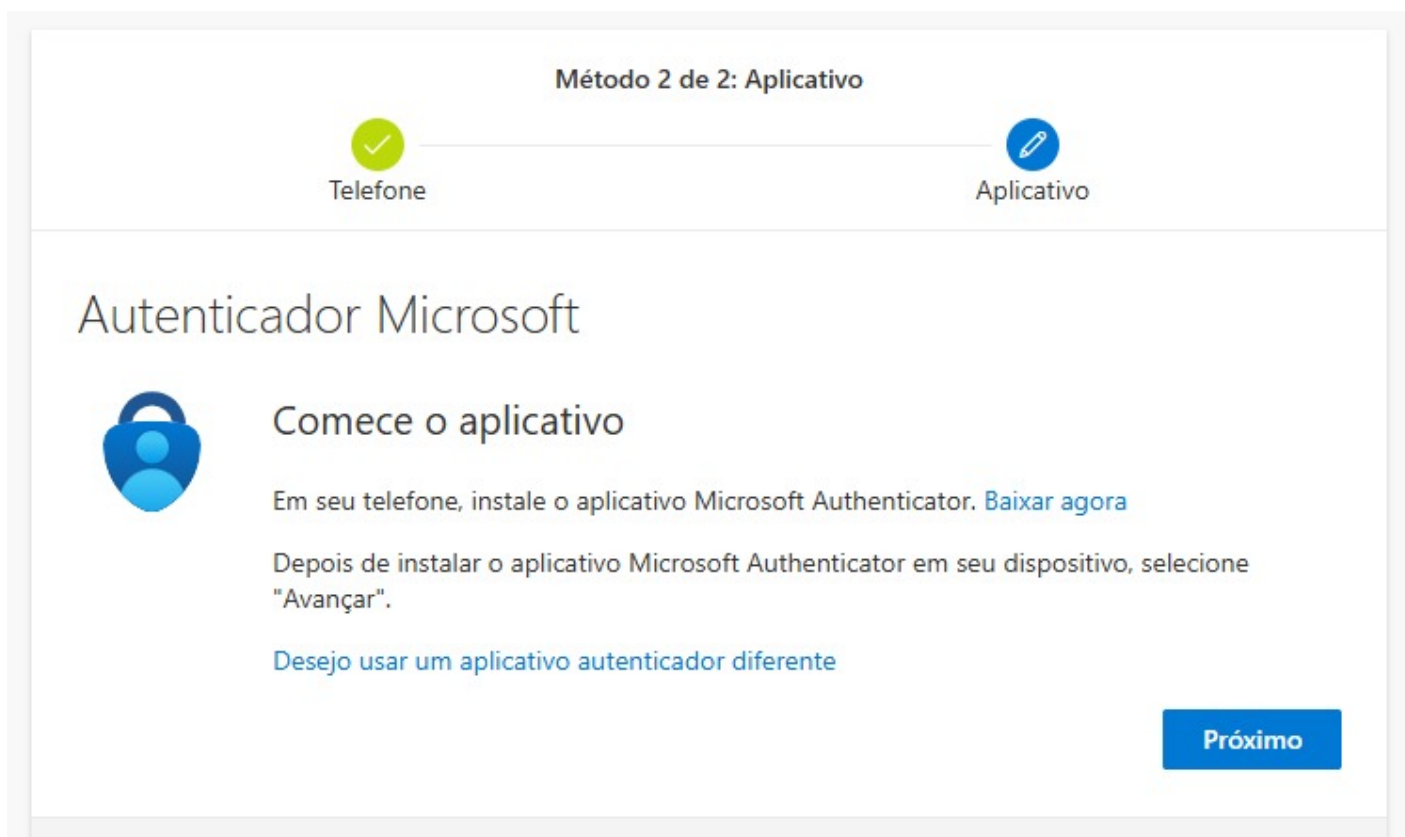 Método 2 de 2: Aplicativo
Telefone
Aplicativo
Autenticador Microsoft
Comece o aplicativo
Em seu telefone, instale o aplicativo Microsoft Authenticator. Baixar agora
Depois de instalar o aplicativo Microsoft Authenticator em seu dispositivo, selecione
"Avançar".
Desejo usar um aplicativo autenticador diferente
Próximo